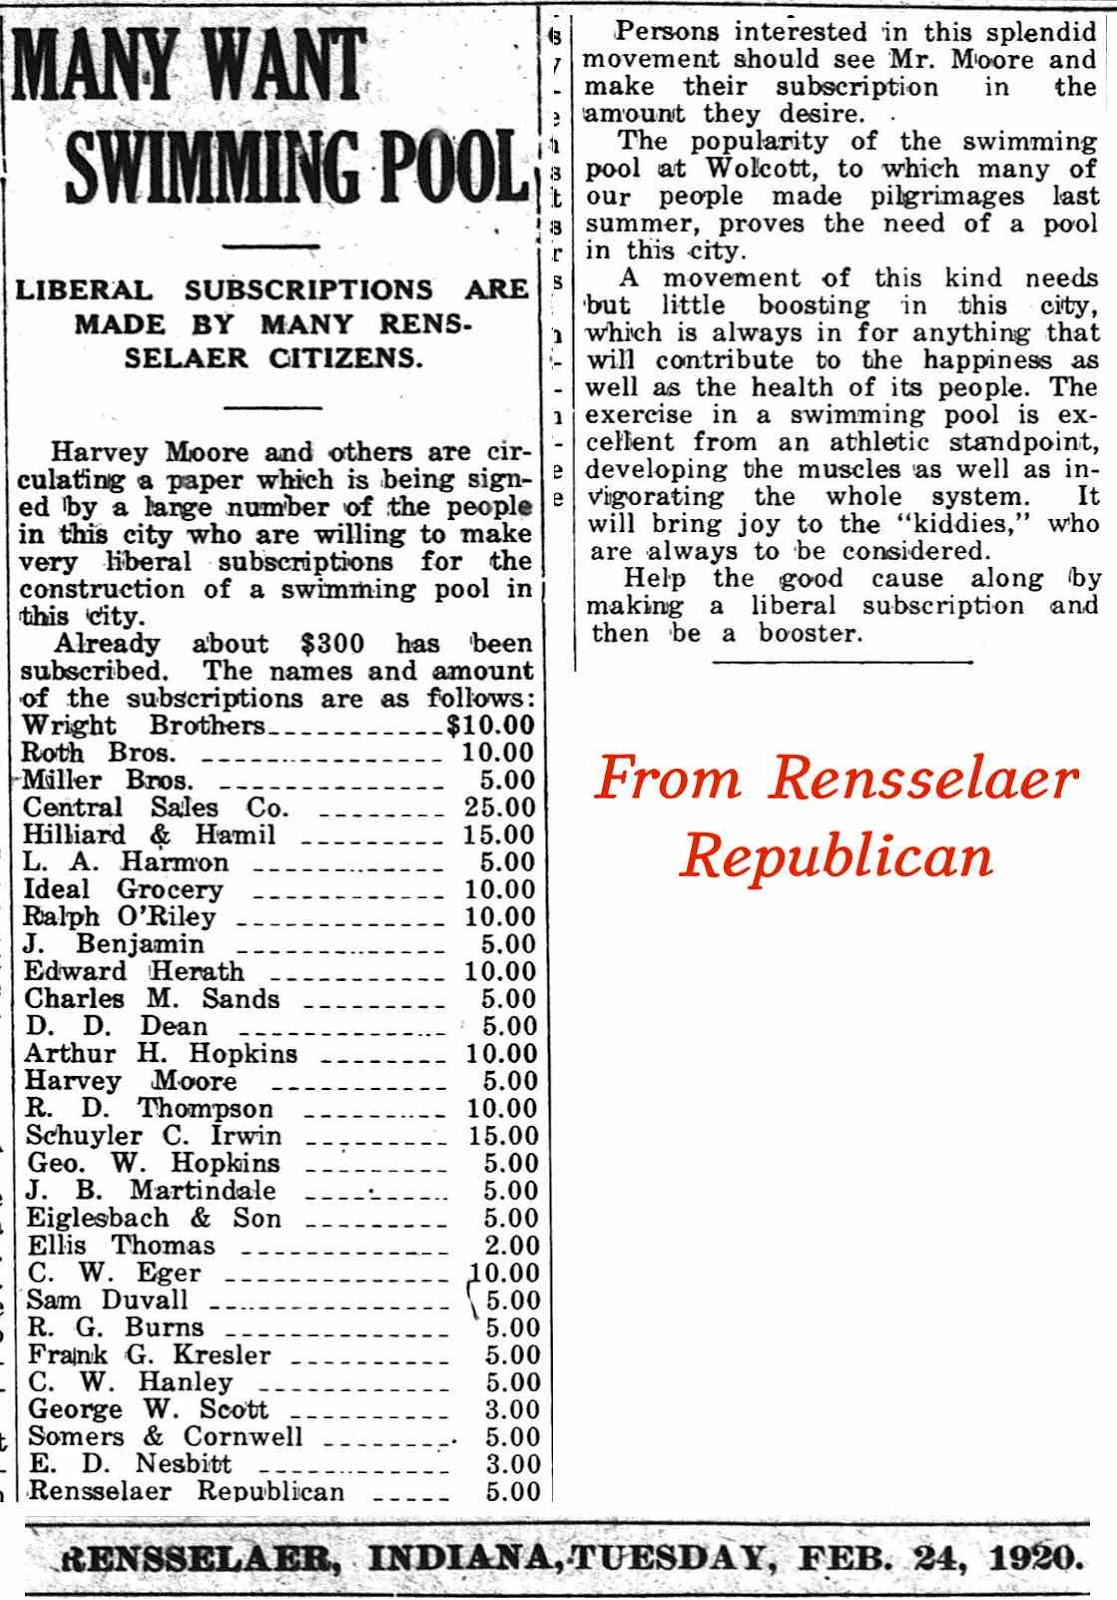 MANY WANT
SWIMMING POOL
LIBERAL SUBSCRIPTIONS ARE
MADE BY MANY RENS-
SELAER CITIZENS.
Harvey Moore and others are cir-
culating a paper which is being sign-
ed by a large number of the people
in this city who are willing to make
very liberal subscriptions for the
construction of a swimming pool in
this city.
Already about $300 has been
subscribed. The names and amount
of the subscriptions are as follows:
Wright Brothers $10.00
Roth Bros. 10.00
Miller Bros. 5.00
Central Sales Co. 25.00
Hilliard & Hamil 15.00
L. A. Harmon 5.00
Ideal Grocery 10.00
Ralph O'Riley 10.00
J. Benjamin 5.00
Edward Herath 10.00
Charles M. Sands 5.00
D. D. Dean 5.00
Arthur H. Hopkins 10.00
Harvey Moore 5.00
R. D. Thompson 10.00
Schuyler C. Irwin 15.00
Geo. W. Hopkins 5.00
J. B. Martindale 5.00
Eiglesbach & Son 5.00
Ellis Thomas 2.00
C. W. Eger 10.00
Sam Duvall 5.00
R. G. Burns 5.00
Frank G. Kresler 5.00
C. W. Hanley 5.00
George W. Scott 3.00
Somers & Cornwell 5.00
E. D. Nesbitt 3.00
Rensselaer Republican 5.00
Persons interested in this splendid
movement should see Mr. Moore and
make their subscription in the
amount they desire.
The popularity of the swimming
pool at Wolcott, to which many of
our people made pilgrimages last
summer, proves the need of a pool
in this city.
A movement of this kind needs
but little boosting in this city,
which is always in for anything that
will contribute to the happiness as
well as the health of its people. The
exercise in a swimming pool is ex-
cellent from an athletic standpoint,
developing the muscles as well as in-
vigorating the whole system. It
will bring joy to the "kiddies," who
are always to be considered.
Help the good cause along by
making a liberal subscription and
then be a booster.
From Rensselaer
Republican
RENSSELAER, INDIANA, TUESDAY, FEB. 24, 1920.